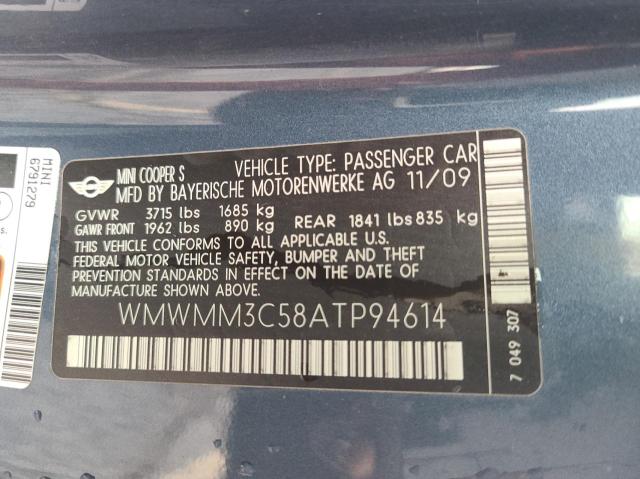 MINI COOPER S VEHICLE TYPE: PASSENGER CAR
MFD BY BAYERISCHE MOTORENWERKE AG 11/09
GVWR 3715 lbs 1685 kg
GAWR FRONT 1962 lbs 890 kg REAR 1841 lbs 835 kg
THIS VEHICLE CONFORMS TO ALL APPLICABLE U.S.
FEDERAL MOTOR VEHICLE SAFETY, BUMPER AND THEFT
PREVENTION STANDARDS IN EFFECT ON THE DATE OF
MANUFACTURE SHOWN ABOVE.
WMWMM3C58ATP94614
7 049 307
MINI
6791279